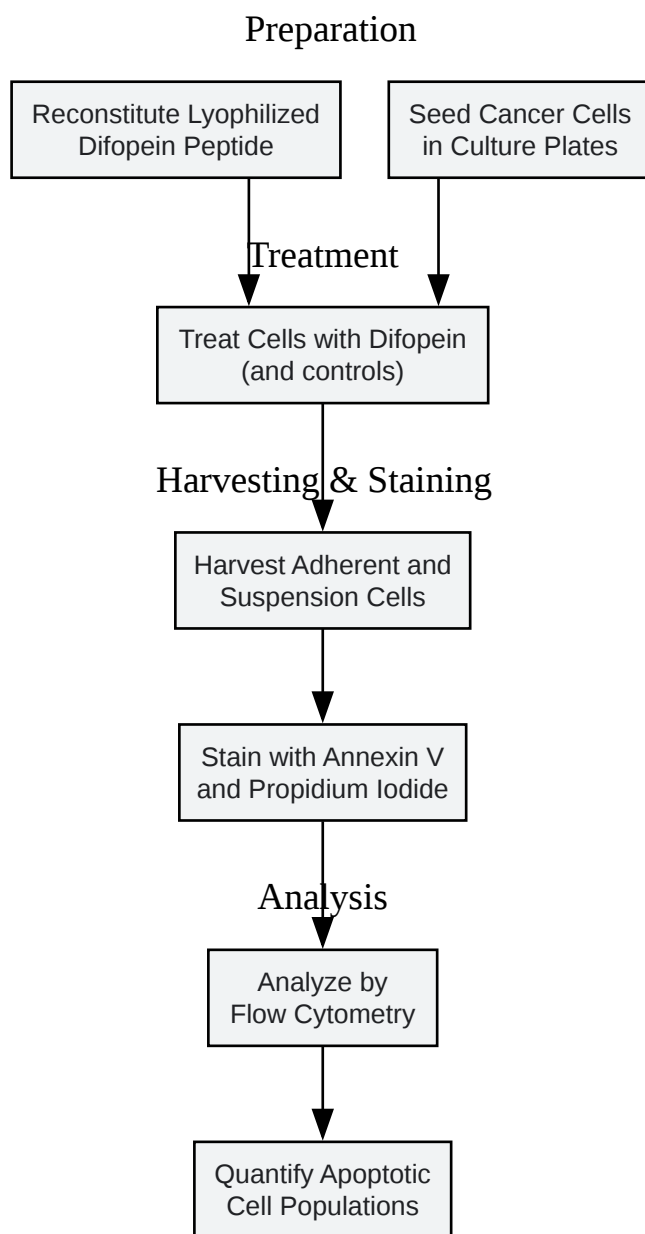 Preparation
Reconstitute Lyophilized
Difopein Peptide
Seed Cancer Cells
in Culture Plates
Treatment
Treat Cells with Difopein
(and controls)
Harvesting & Staining
Harvest Adherent and
Suspension Cells
Stain with Annexin V
and Propidium Iodide
Analysis
Analyze by
Flow Cytometry
Quantify Apoptotic
Cell Populations